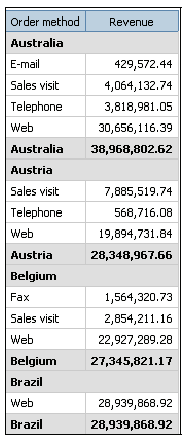 Order method Revenue
Australia
E-mail 429,572.44
Sales visit 4,064,132.74
Telephone 3,818,981.05
Web 30,656,116.39
Australia 38,968,802.62
Austria
Sales visit 7,885,519.74
Telephone 568,716.08
Web 19,894,731.84
Austria 28,348,967.66
Belgium
Fax 1,564,320.73
Sales visit 2,854,211.16
Web 22,927,289.28
Belgium 27,345,821.17
Brazil
Web 28,939,868.92
Brazil 28,939,868.92